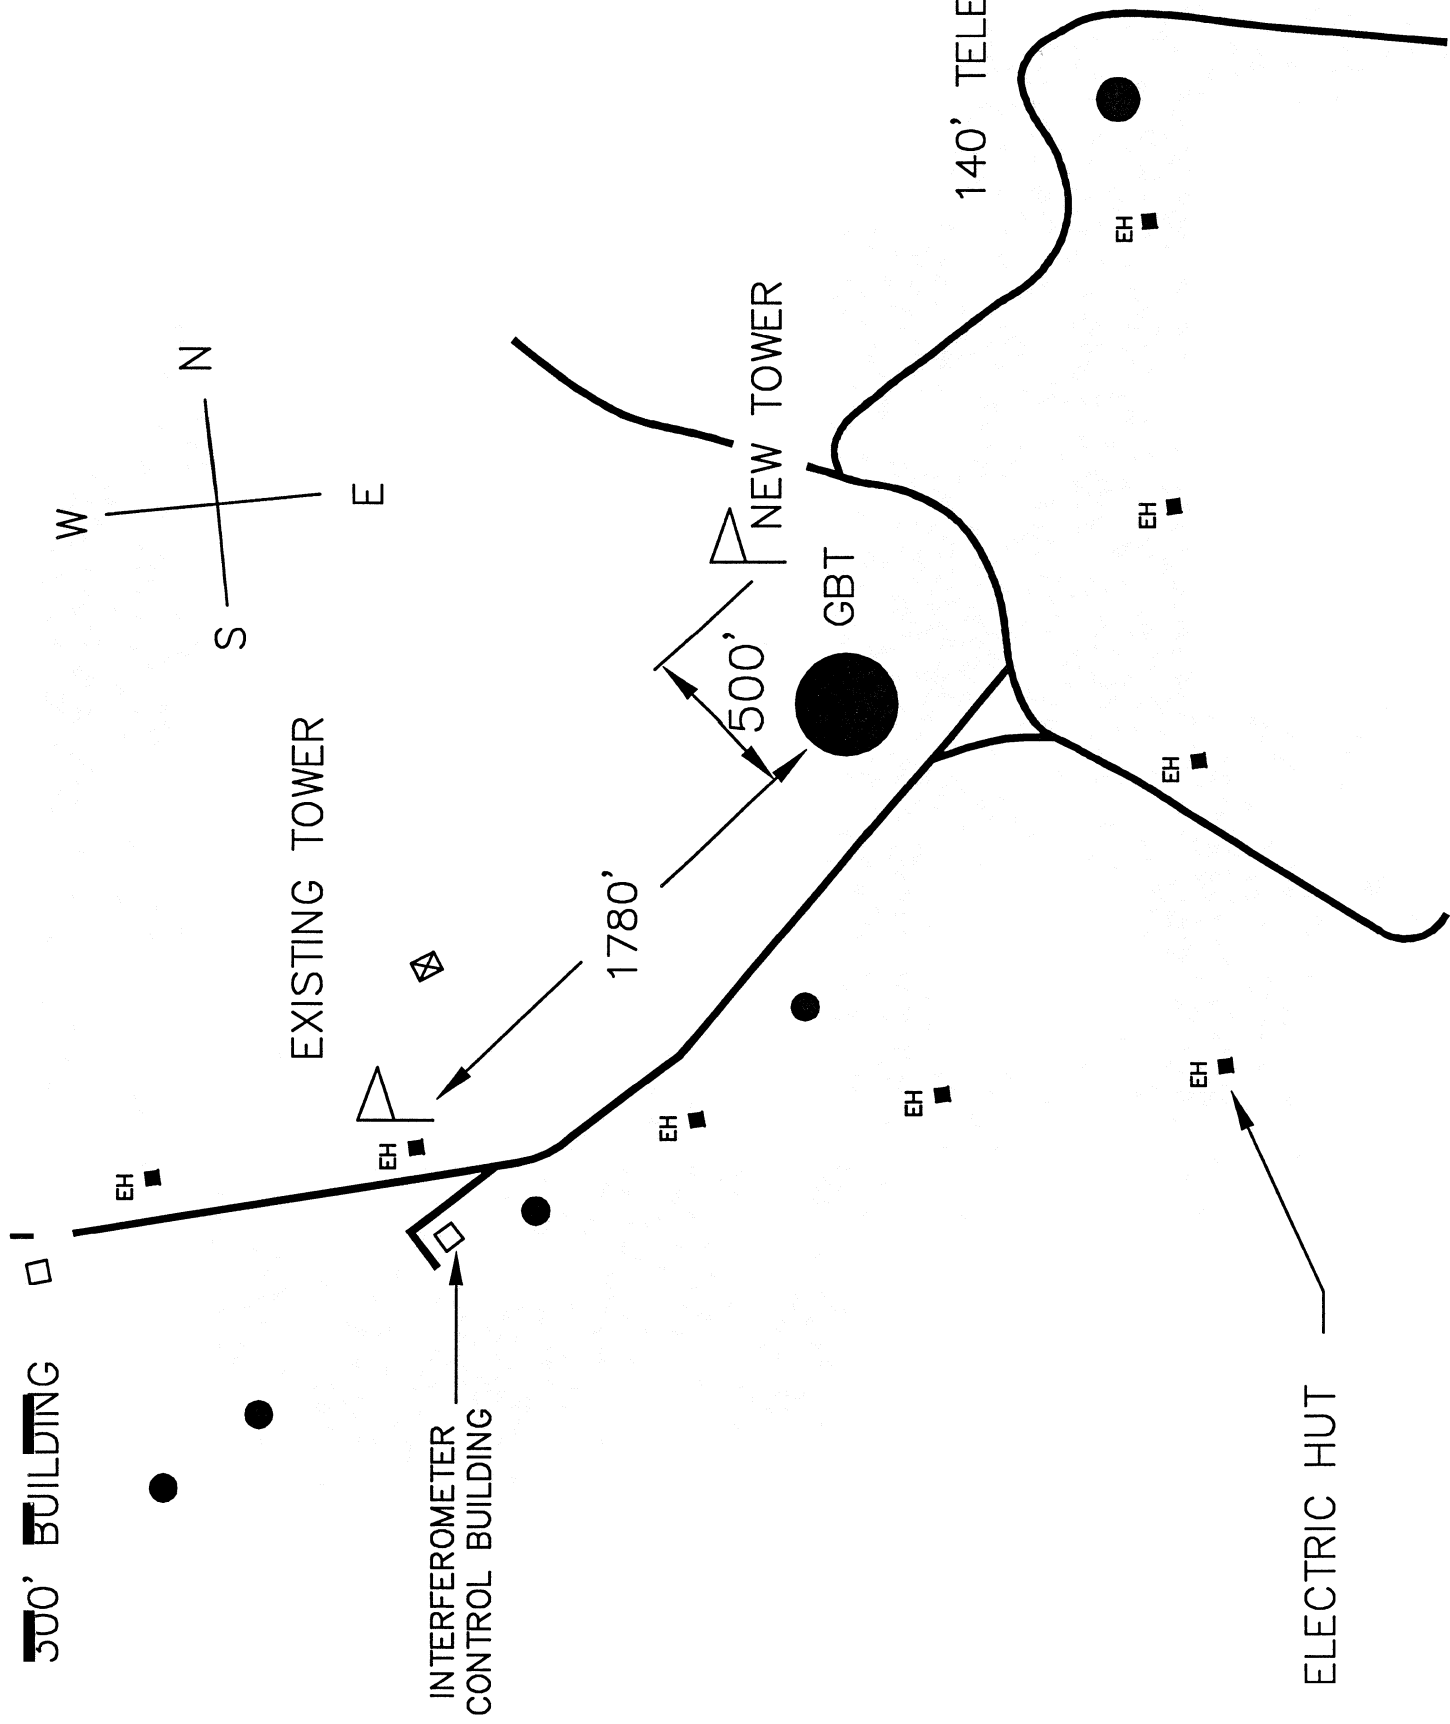 300' BUILDING
W
EH
N
S
EXISTING TOWER
E
EH
INTERFEROMETER
CONTROL BUILDING
1780'
EH
500'
NEW TOWER
GBT
EH
140' TELE
EH
EH
EH
EH
ELECTRIC HUT